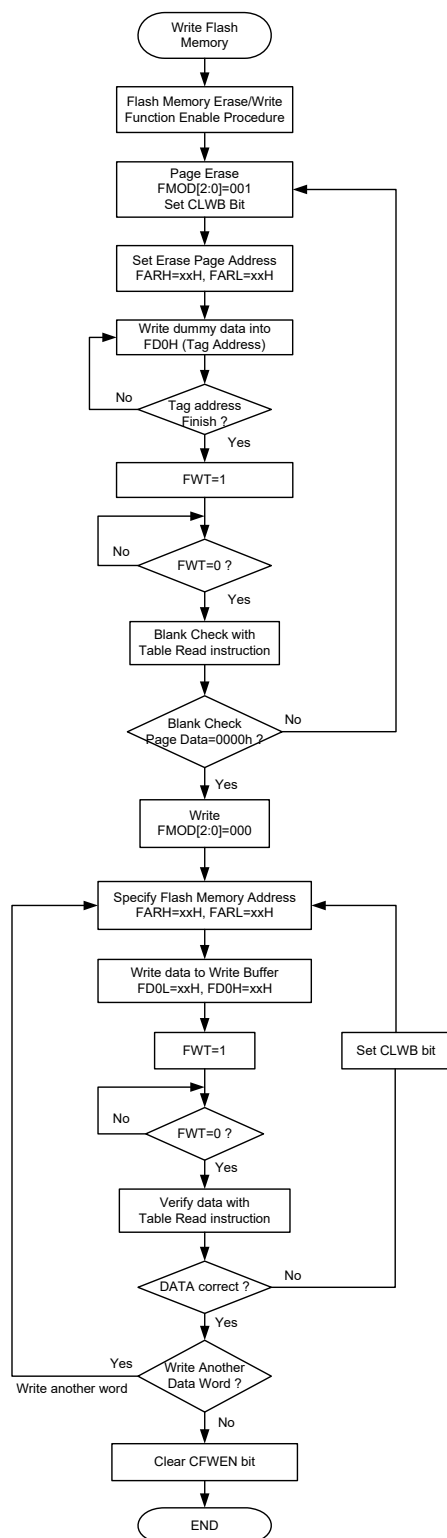 Write Flash
Memory
Flash Memory Erase/Write
Function Enable Procedure
Page Erase
FMOD[2:0]=001
Set CLWB Bit
Set Erase Page Address
FARH=xxH, FARL=xxH
Write dummy data into
FD0H (Tag Address)
No
Tag address
Finish ?
Yes
FWT=1
No
FWT=0 ?
Yes
Blank Check with
Table Read instruction
Blank Check
Page Data=0000h ?
No
Yes
Write
FMOD[2:0]=000
Specify Flash Memory Address
FARH=xxH, FARL=xxH
Write data to Write Buffer
FD0L=xxH, FD0H=xxH
FWT=1
Set CLWB bit
No
FWT=0 ?
Yes
Verify data with
Table Read instruction
DATA correct ?
No
Yes
Yes
Write another word
Write Another
Data Word ?
No
Clear CFWEN bit
END